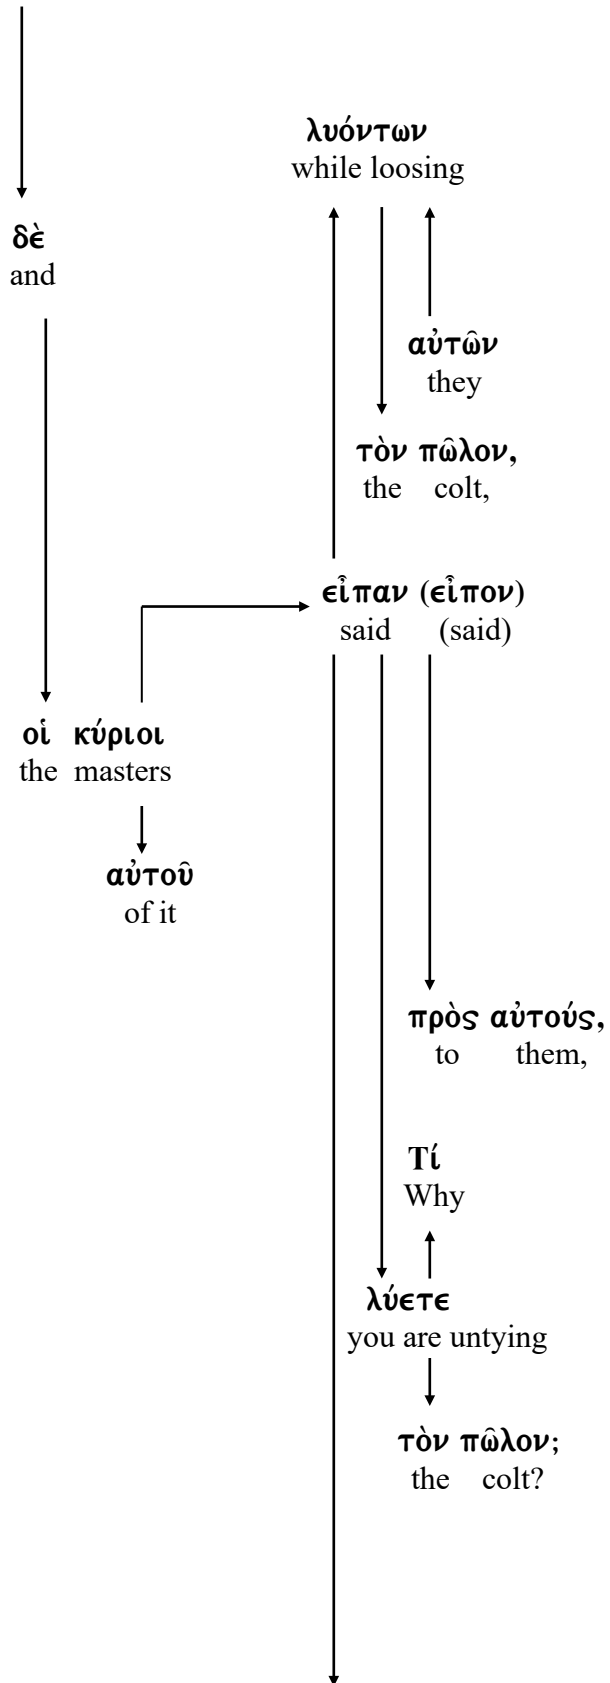 λυόντων
while loosing
δὲ
and
αὐτῶν
they
τὸν πῶλον,
the colt,
εἶπαν (εἶπον)
said (said)
οἱ κύριοι
the masters
αὐτοῦ
of it
πρὸς αὐτούς,
to them,
Τί
Why
λύετε
you are untying
τὸν πῶλον;
the colt?